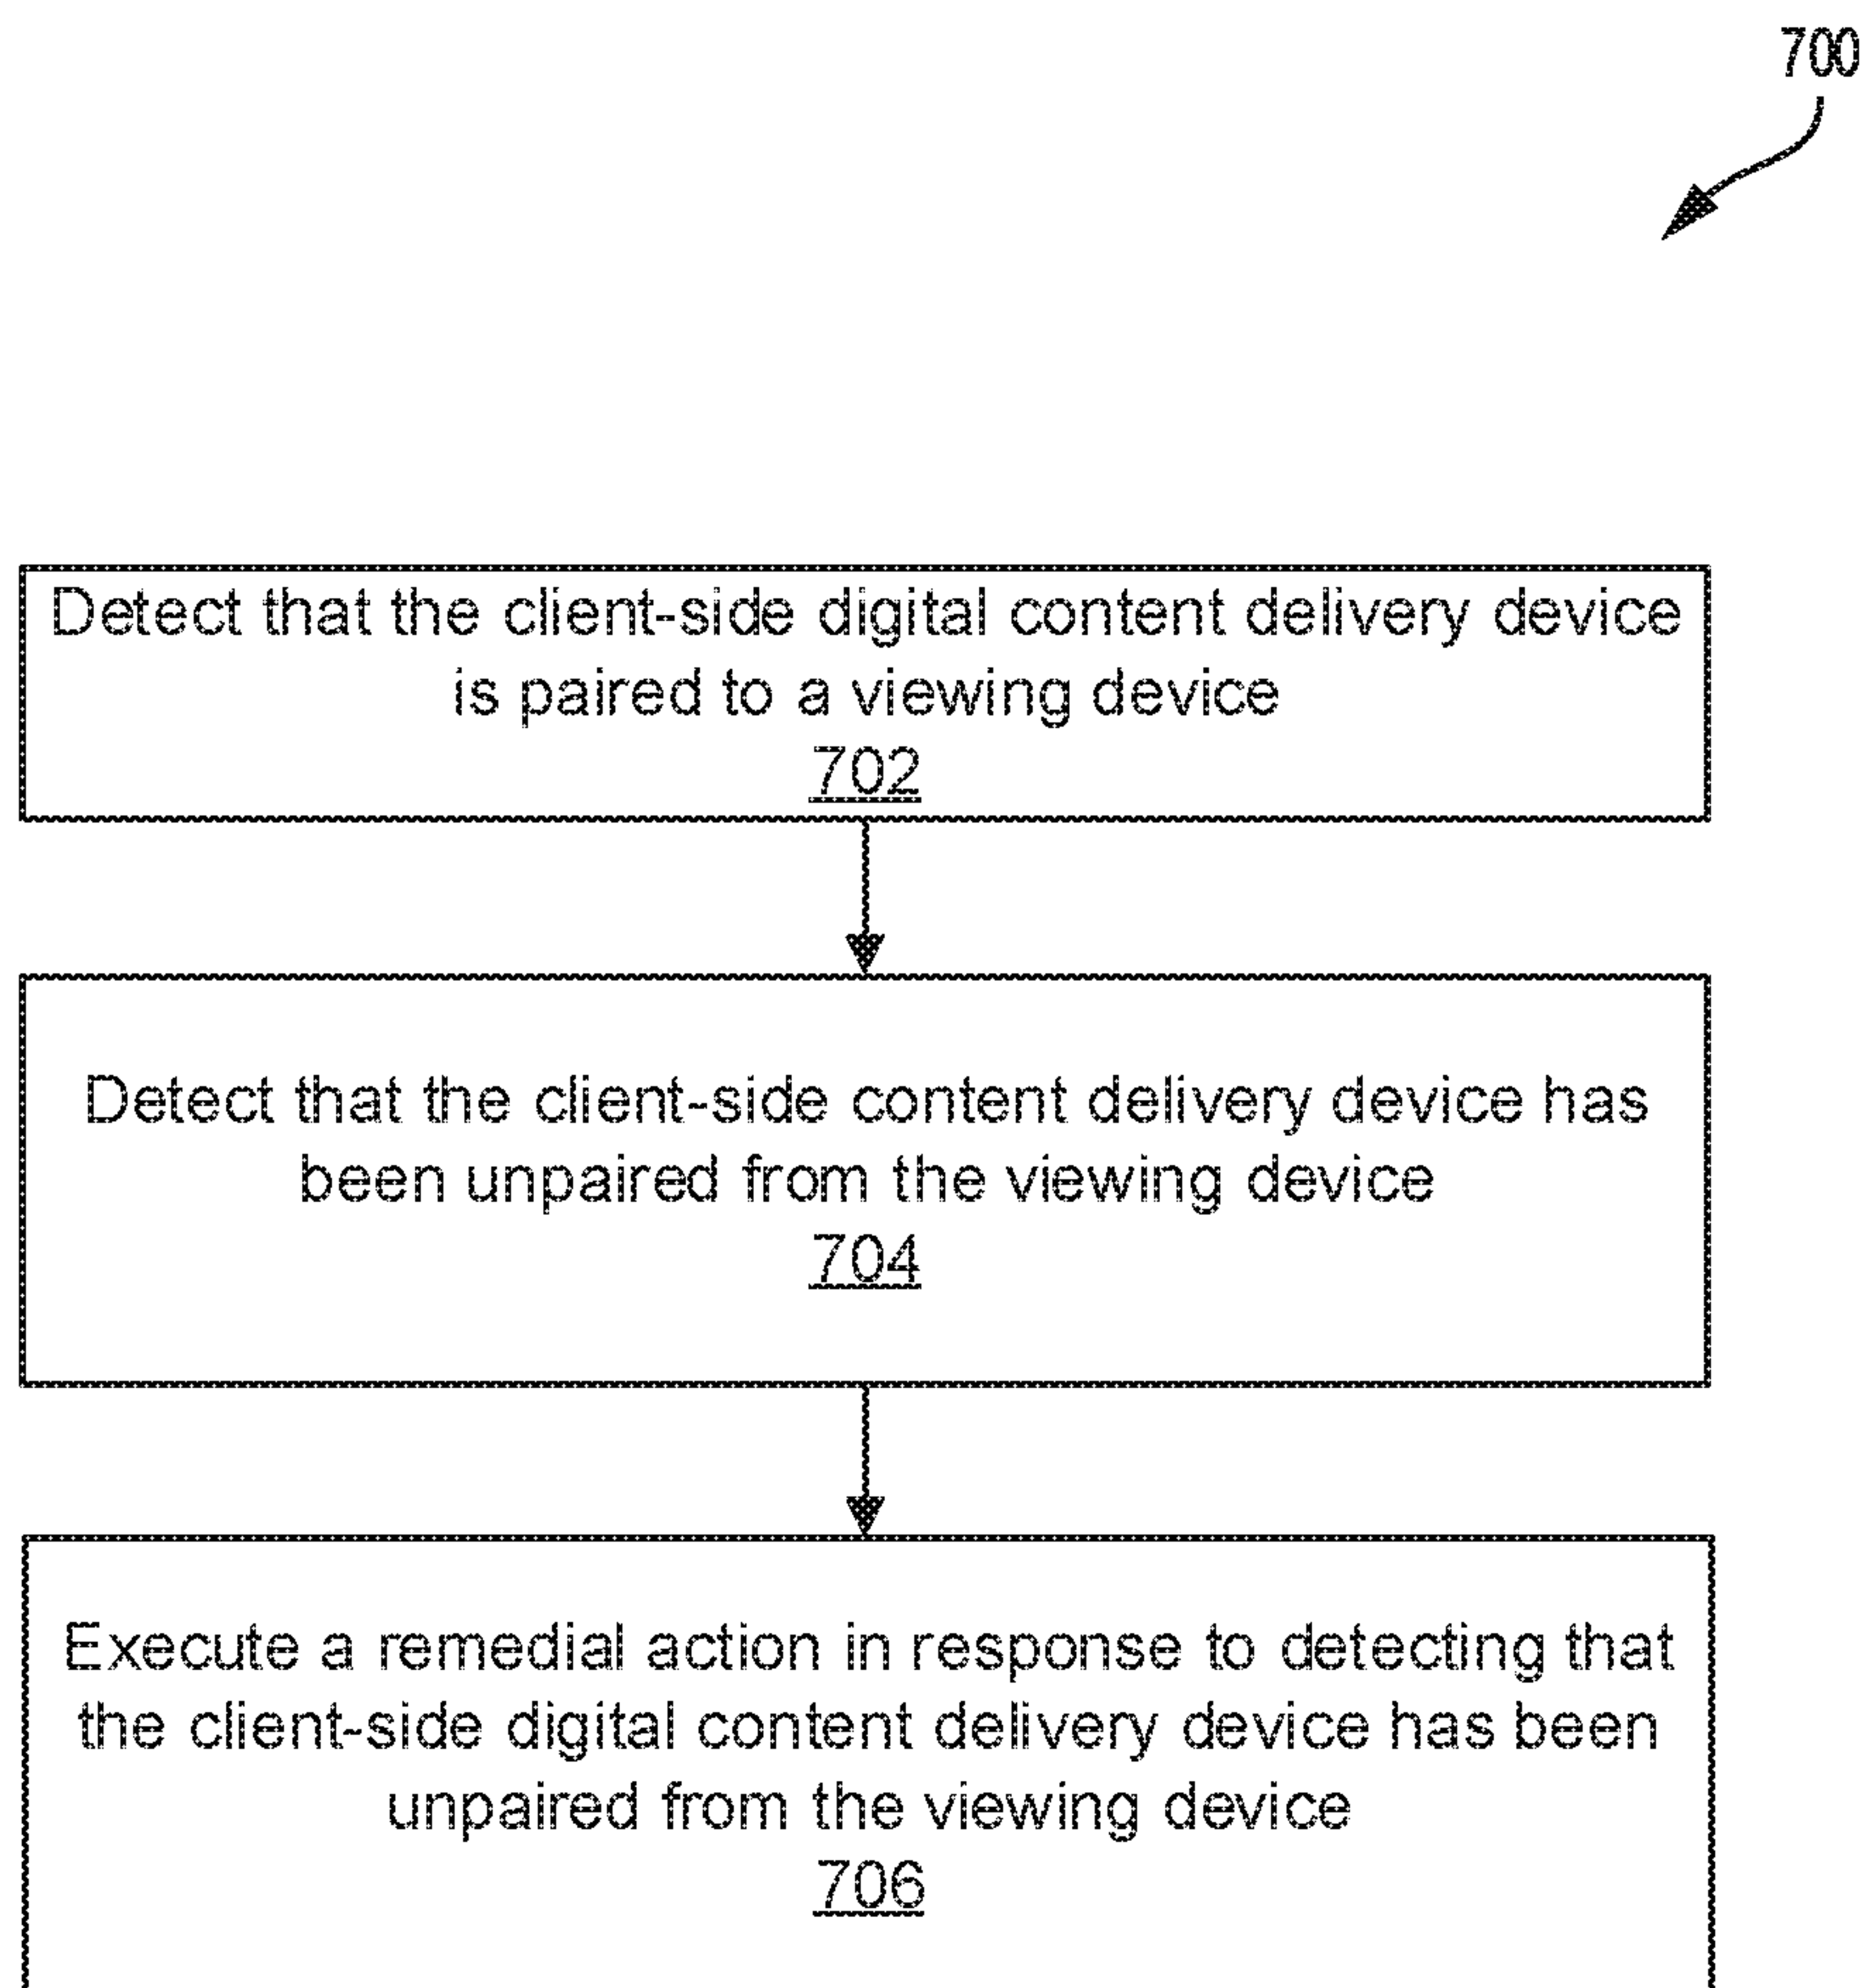 700
Detect that the client-side digital content delivery device
is paired to a viewing device
702
Detect that the client-side content delivery device has
been unpaired from the viewing device
704
Execute a remedial action in response to detecting that
the client-side digital content delivery device has been
unpaired from the viewing device
706